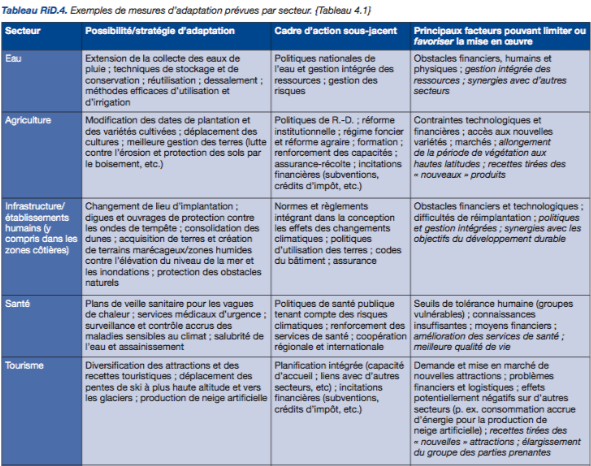 Tableau RiD.4. Exemples de mesures d'adaptation prévues par secteur. {Tableau 4.1}
Secteur
Possibilité/stratégie d'adaptation
Cadre d'action sous-jacent
Principaux facteurs pouvant limiter ou
favoriser la mise en œuvre
Eau
Extension de la collecte des eaux de
pluie ; techniques de stockage et de
conservation ; réutilisation ; dessalement ;
méthodes efficaces d'utilisation et
d'irrigation
Politiques nationales de
l'eau et gestion intégrée des
ressources ; gestion des
risques
Obstacles financiers, humains et
physiques ; gestion intégrée des
ressources ; synergies avec d'autres
secteurs
Agriculture
Modification des dates de plantation et
des variétés cultivées ; déplacement des
cultures ; meilleure gestion des terres (lutte
contre l'érosion et protection des sols par
le boisement, etc.)
Politiques de R.-D. ; réforme
institutionnelle ; régime foncier
et réforme agraire ; formation ;
renforcement des capacités ;
assurance-récolte ; incitations
financières (subventions,
crédits d'impôt, etc.)
Contraintes technologiques et
financières ; accès aux nouvelles
variétés ; marchés ; allongement
de la période de végétation aux
hautes latitudes ; recettes tirées des
« nouveaux » produits
Infrastructure/
établissements
humains (y
compris dans les
zones côtières)
Changement de lieu d'implantation ;
digues et ouvrages de protection contre
les ondes de tempête ; consolidation des
dunes ; acquisition de terres et création
de terrains marécageux/zones humides
contre l'élévation du niveau de la mer et
les inondations ; protection des obstacles
naturels
Normes et règlements
intégrant dans la conception
les effets des changements
climatiques ; politiques
d'utilisation des terres ; codes
du bâtiment ; assurance
Obstacles financiers et technologiques ;
difficultés de réimplantation ; politiques
et gestion intégrées ; synergies avec les
objectifs du développement durable
Santé
Plans de veille sanitaire pour les vagues
de chaleur ; services médicaux d'urgence ;
surveillance et contrôle accrus des
maladies sensibles au climat ; salubrité de
l'eau et assainissement
Politiques de santé publique
tenant compte des risques
climatiques ; renforcement des
services de santé ; coopération
régionale et internationale
Seuils de tolérance humaine (groupes
vulnérables) ; connaissances
insuffisantes ; moyens financiers ;
amélioration des services de santé ;
meilleure qualité de vie
Tourisme
Diversification des attractions et des
recettes touristiques ; déplacement des
pentes de ski à plus haute altitude et vers
les glaciers ; production de neige artificielle
Planification intégrée (capacité
d'accueil ; liens avec d'autres
secteurs, etc) ; incitations
financières (subventions,
crédits d'impôt, etc.)
Demande et mise en marché de
nouvelles attractions ; problèmes
financiers et logistiques ; effets
potentiellement négatifs sur d'autres
secteurs (p. ex. consommation accrue
d'énergie pour la production de
neige artificielle) ; recettes tirées des
« nouvelles » attractions ; élargissement
du groupe des parties prenantes